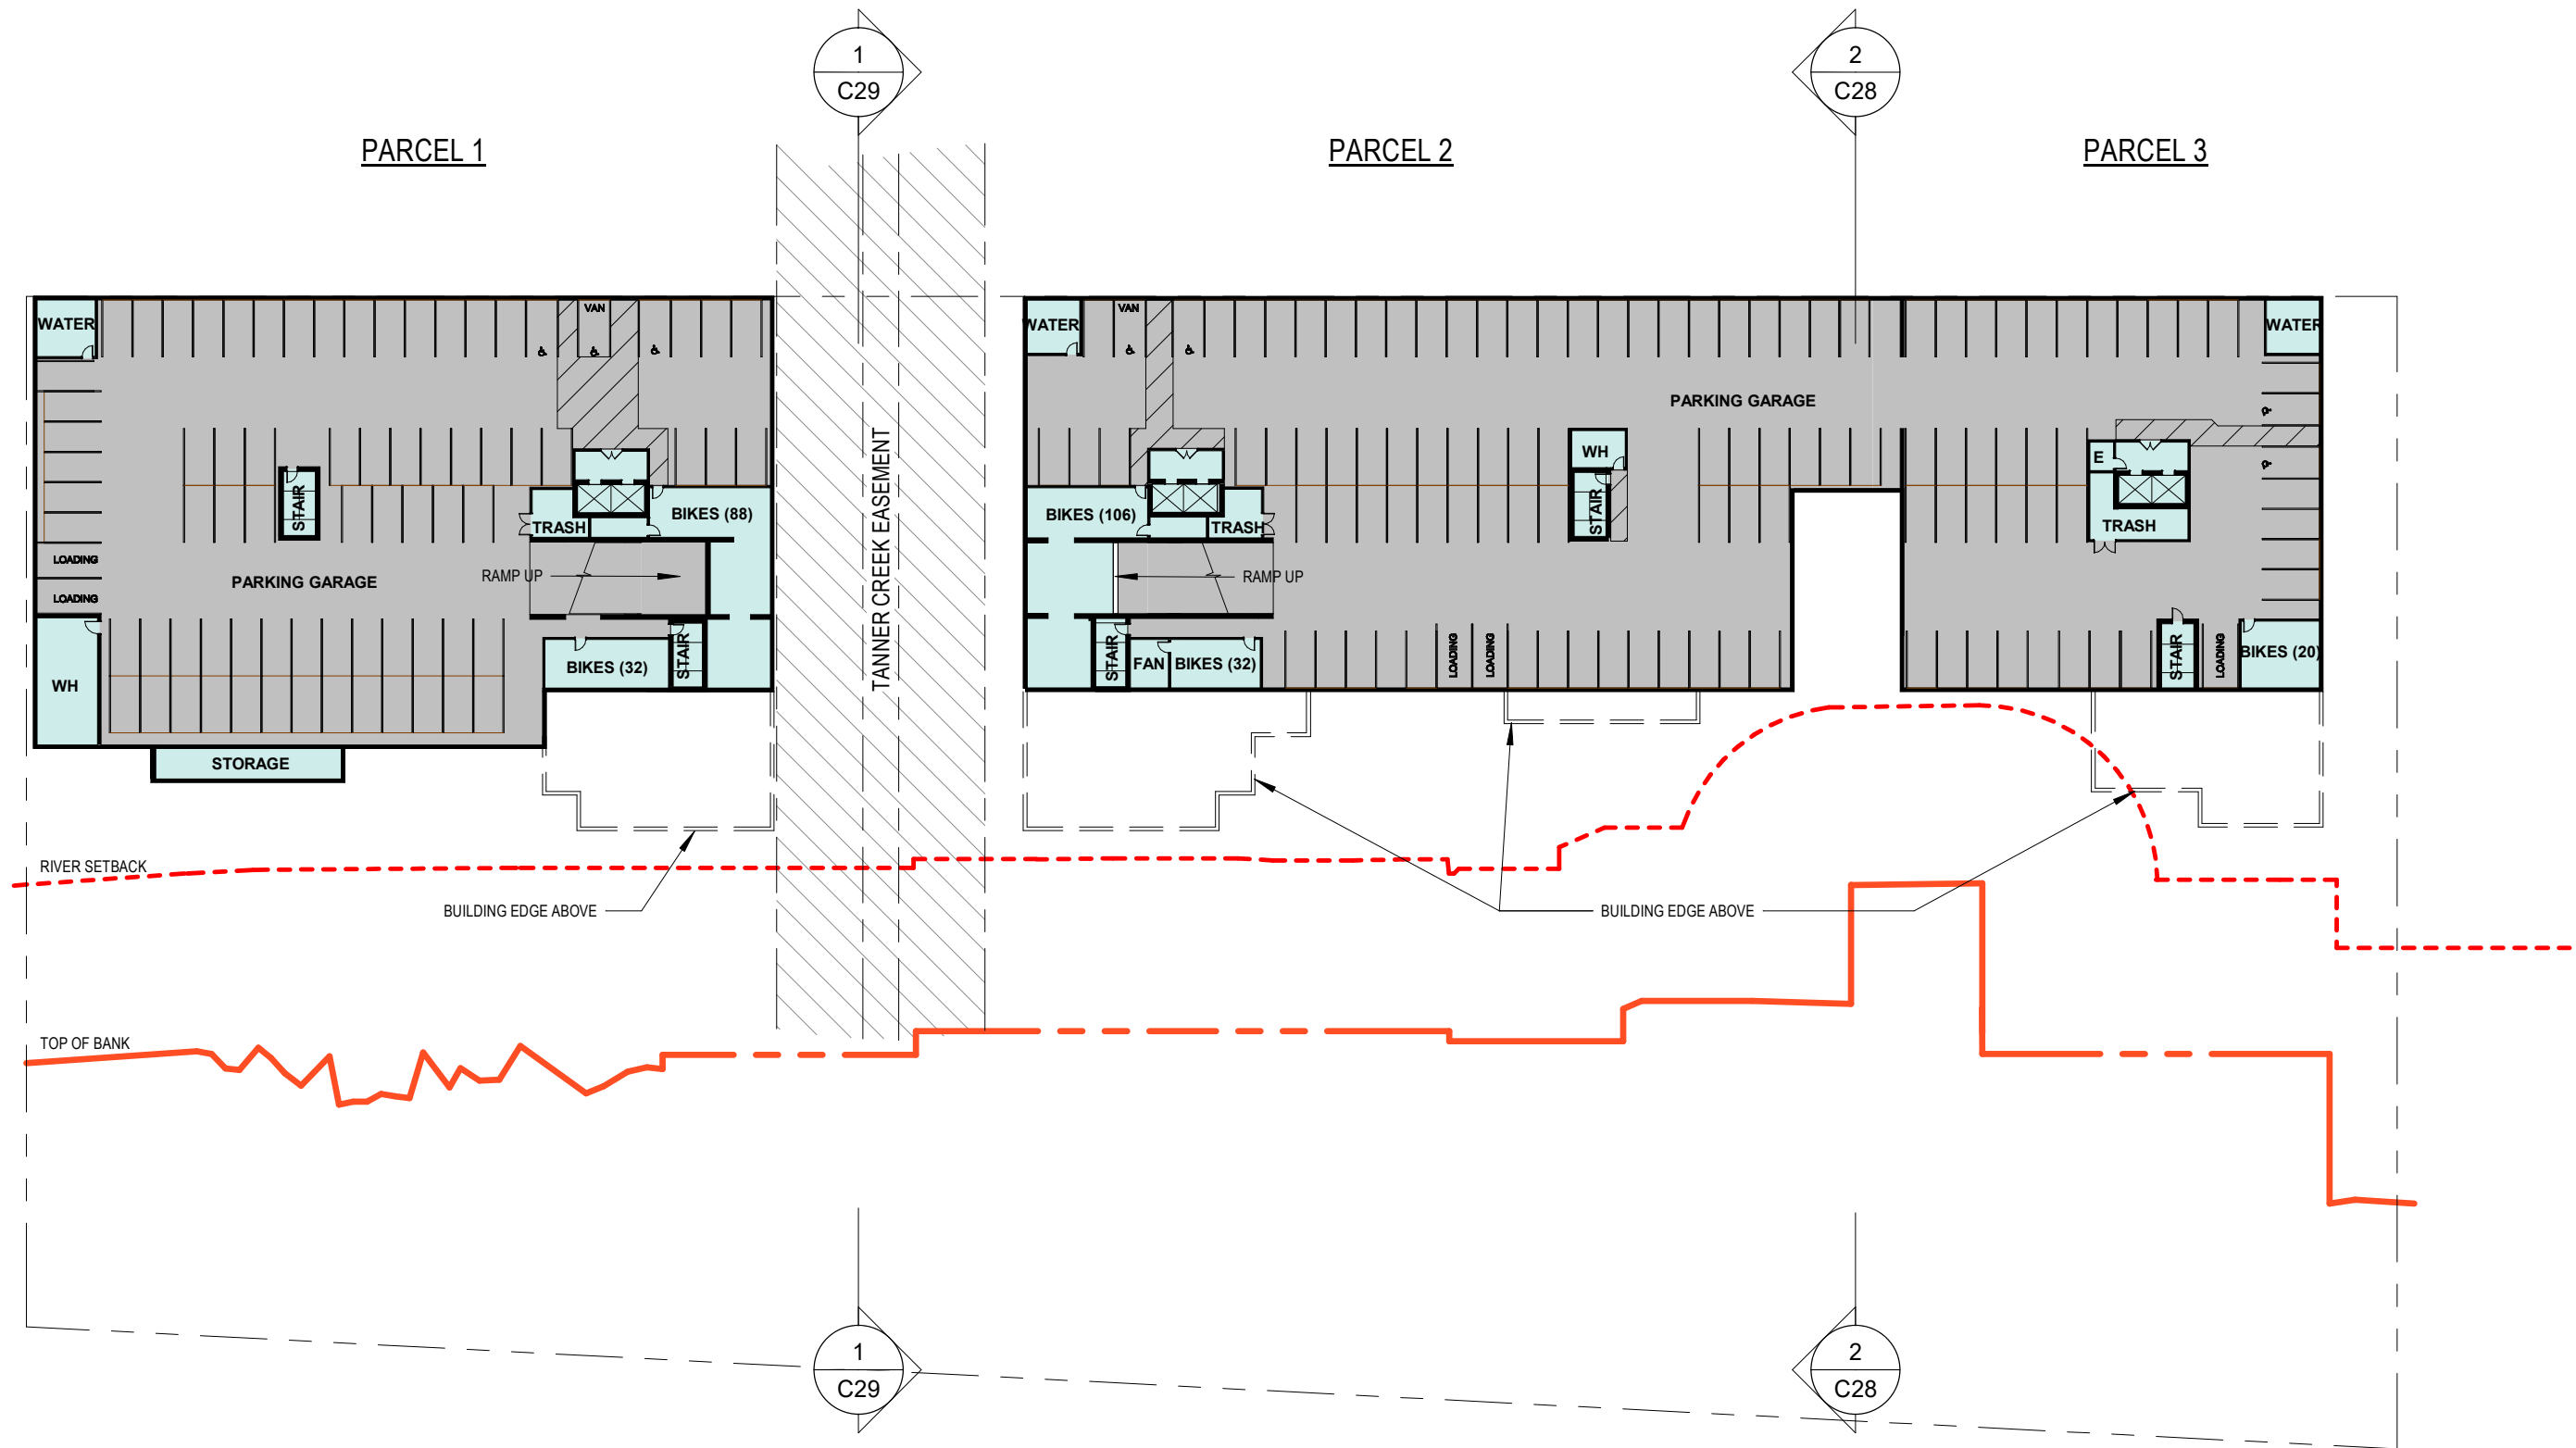 1
C29
2
C28
PARCEL 1
PARCEL 2
PARCEL 3
WATER
VAN
WATER
VAN
WATER
PARKING GARAGE
STAIR
TRASH
BIKES (88)
LOADING
LOADING
PARKING GARAGE
RAMP UP
WH
BIKES (32)
STAIR
STORAGE
TANNER CREEK EASEMENT
BIKES (106)
TRASH
WH
STAIR
RAMP UP
STAIR
FAN
BIKES (32)
LOADING
LOADING
E
TRASH
STAIR
LOADING
BIKES (20)
RIVER SETBACK
BUILDING EDGE ABOVE
BUILDING EDGE ABOVE
TOP OF BANK
1
C29
2
C28